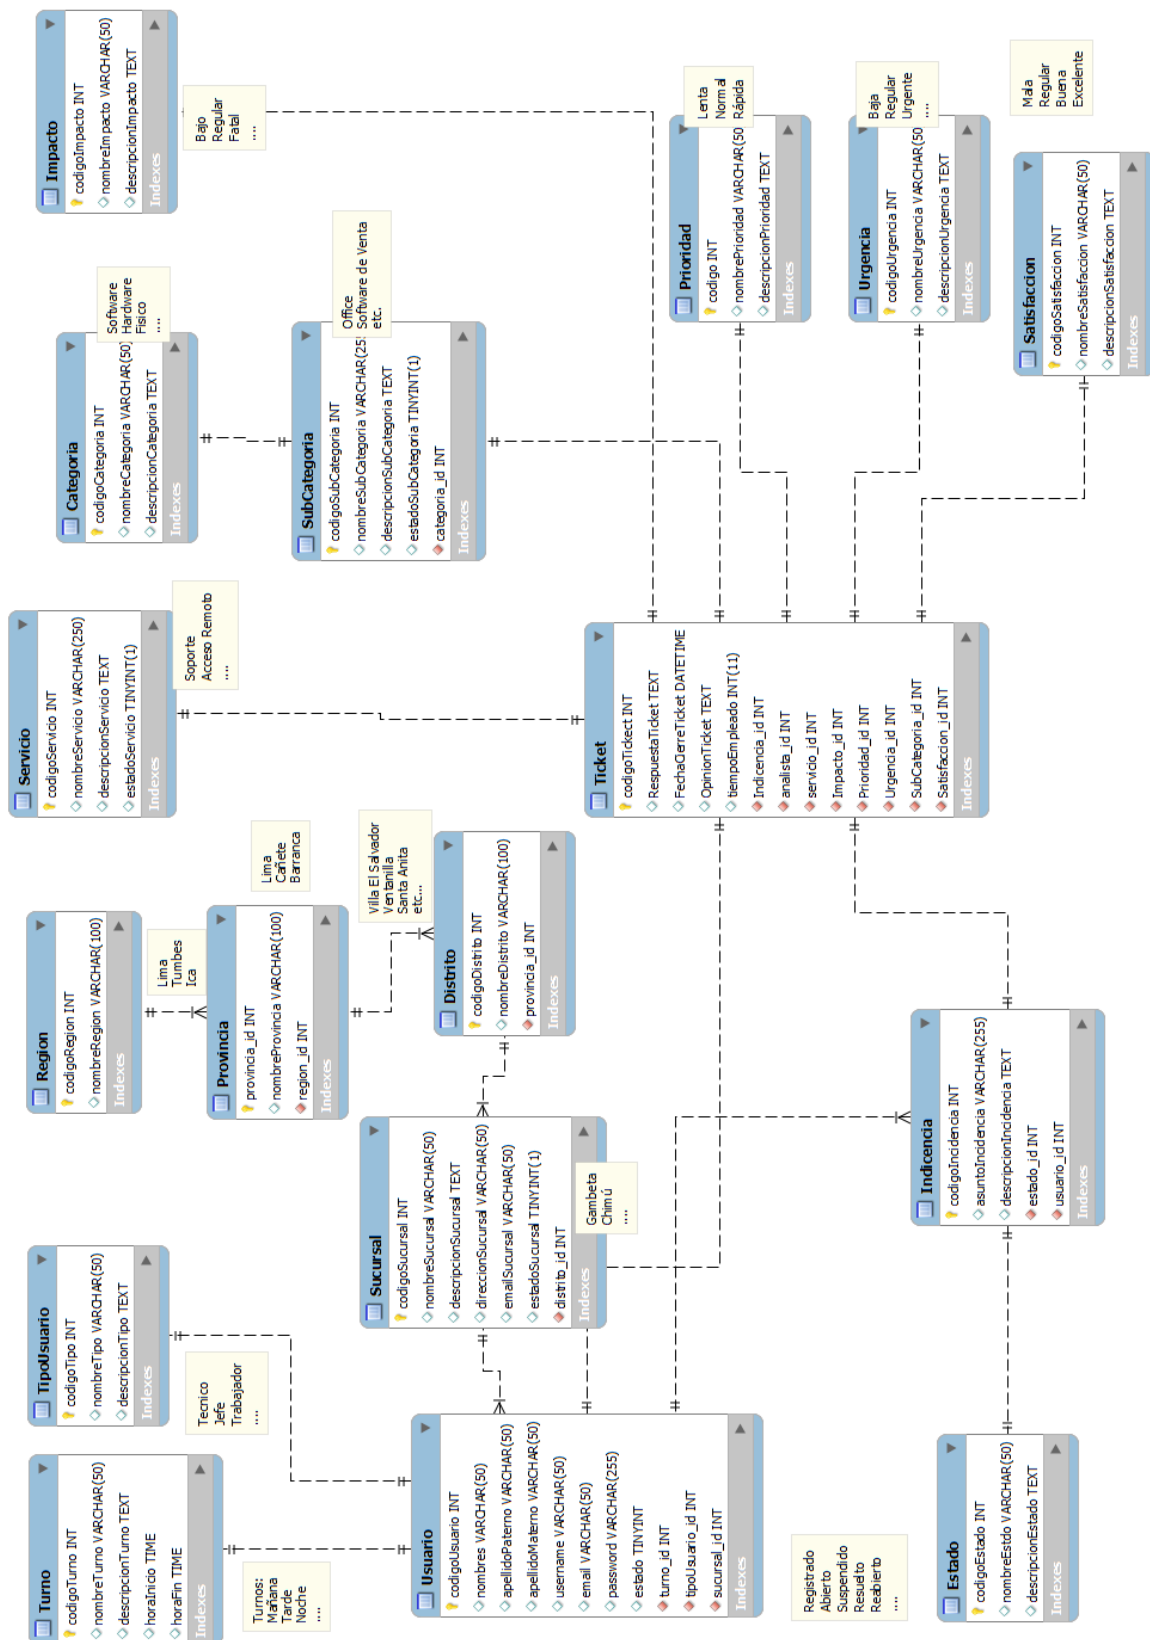 Impacto
codigoImpacto INT
nombreImpacto VARCHAR(50)
descripcionImpacto TEXT
Indexes
Bajo
Regular
Fatal
....
Categoria
codigoCategoria INT
nombreCategoria VARCHAR(50)
descripcionCategoria TEXT
Indexes
Software
Hardware
Fisico
....
SubCategoria
codigoSubCategoria INT
nombreSubCategoria VARCHAR(25
descripcionSubCategoria TEXT
estadoSubCategoria TINYINT(1)
categoria_id INT
Indexes
Office
Software de Venta
etc.
Prioridad
codigo INT
nombrePrioridad VARCHAR(50
descripcionPrioridad TEXT
Indexes
Lenta
Normal
Rápida
Urgencia
codigoUrgencia INT
nombreUrgencia VARCHAR(50
descripcionUrgencia TEXT
Indexes
Baja
Regular
Urgente
....
Satisfaccion
codigoSatisfaccion INT
nombreSatisfaccion VARCHAR(50)
descripcionSatisfaccion TEXT
Indexes
Mala
Regular
Buena
Excelente
Servicio
codigoServicio INT
nombreServicio VARCHAR(250)
descripcionServicio TEXT
estadoServicio TINYINT(1)
Indexes
Soporte
Acceso Remoto
....
Ticket
codigoTickect INT
RespuestaTicket TEXT
FechaCierreTicket DATETIME
OpinionTicket TEXT
tiempoEmpleado INT(11)
Indicencia_id INT
analista_id INT
servicio_id INT
Impacto_id INT
Prioridad_id INT
Urgencia_id INT
SubCategoria_id INT
Satisfaccion_id INT
Indexes
Region
codigoRegion INT
nombreRegion VARCHAR(100)
Indexes
Lima
Tumbes
Ica
Provincia
provincia_id INT
nombreProvincia VARCHAR(100)
region_id INT
Indexes
Lima
Cañete
Barranca
Distrito
codigoDistrito INT
nombreDistrito VARCHAR(100)
provincia_id INT
Indexes
Villa El Salvador
Ventanilla
Santa Anita
etc...
Sucursal
codigoSucursal INT
nombreSucursal VARCHAR(50)
descripcionSucursal TEXT
direccionSucursal VARCHAR(50)
emailSucursal VARCHAR(50)
estadoSucursal TINYINT(1)
distrito_id INT
Indexes
Gambeta
Chimú
....
Indicencia
codigoIncidencia INT
asuntoIncidencia VARCHAR(255)
descripcionIncidencia TEXT
estado_id INT
usuario_id INT
Indexes
TipoUsuario
codigoTipo INT
nombreTipo VARCHAR(50)
descripcionTipo TEXT
Indexes
Tecnico
Jefe
Trabajador
....
Turno
codigoTurno INT
nombreTurno VARCHAR(50)
descripcionTurno TEXT
horaInicio TIME
horaFin TIME
Indexes
Turnos:
Mañana
Tarde
Noche
....
Usuario
codigoUsuario INT
nombres VARCHAR(50)
apellidoPaterno VARCHAR(50)
apellidoMaterno VARCHAR(50)
username VARCHAR(50)
email VARCHAR(50)
password VARCHAR(255)
estado TINYINT
turno_id INT
tipoUsuario_id INT
sucursal_id INT
Indexes
Registrado
Abierto
Suspendido
Resuelto
Reabierto
....
Estado
codigoEstado INT
nombreEstdo VARCHAR(50)
descripcionEstado TEXT
Indexes